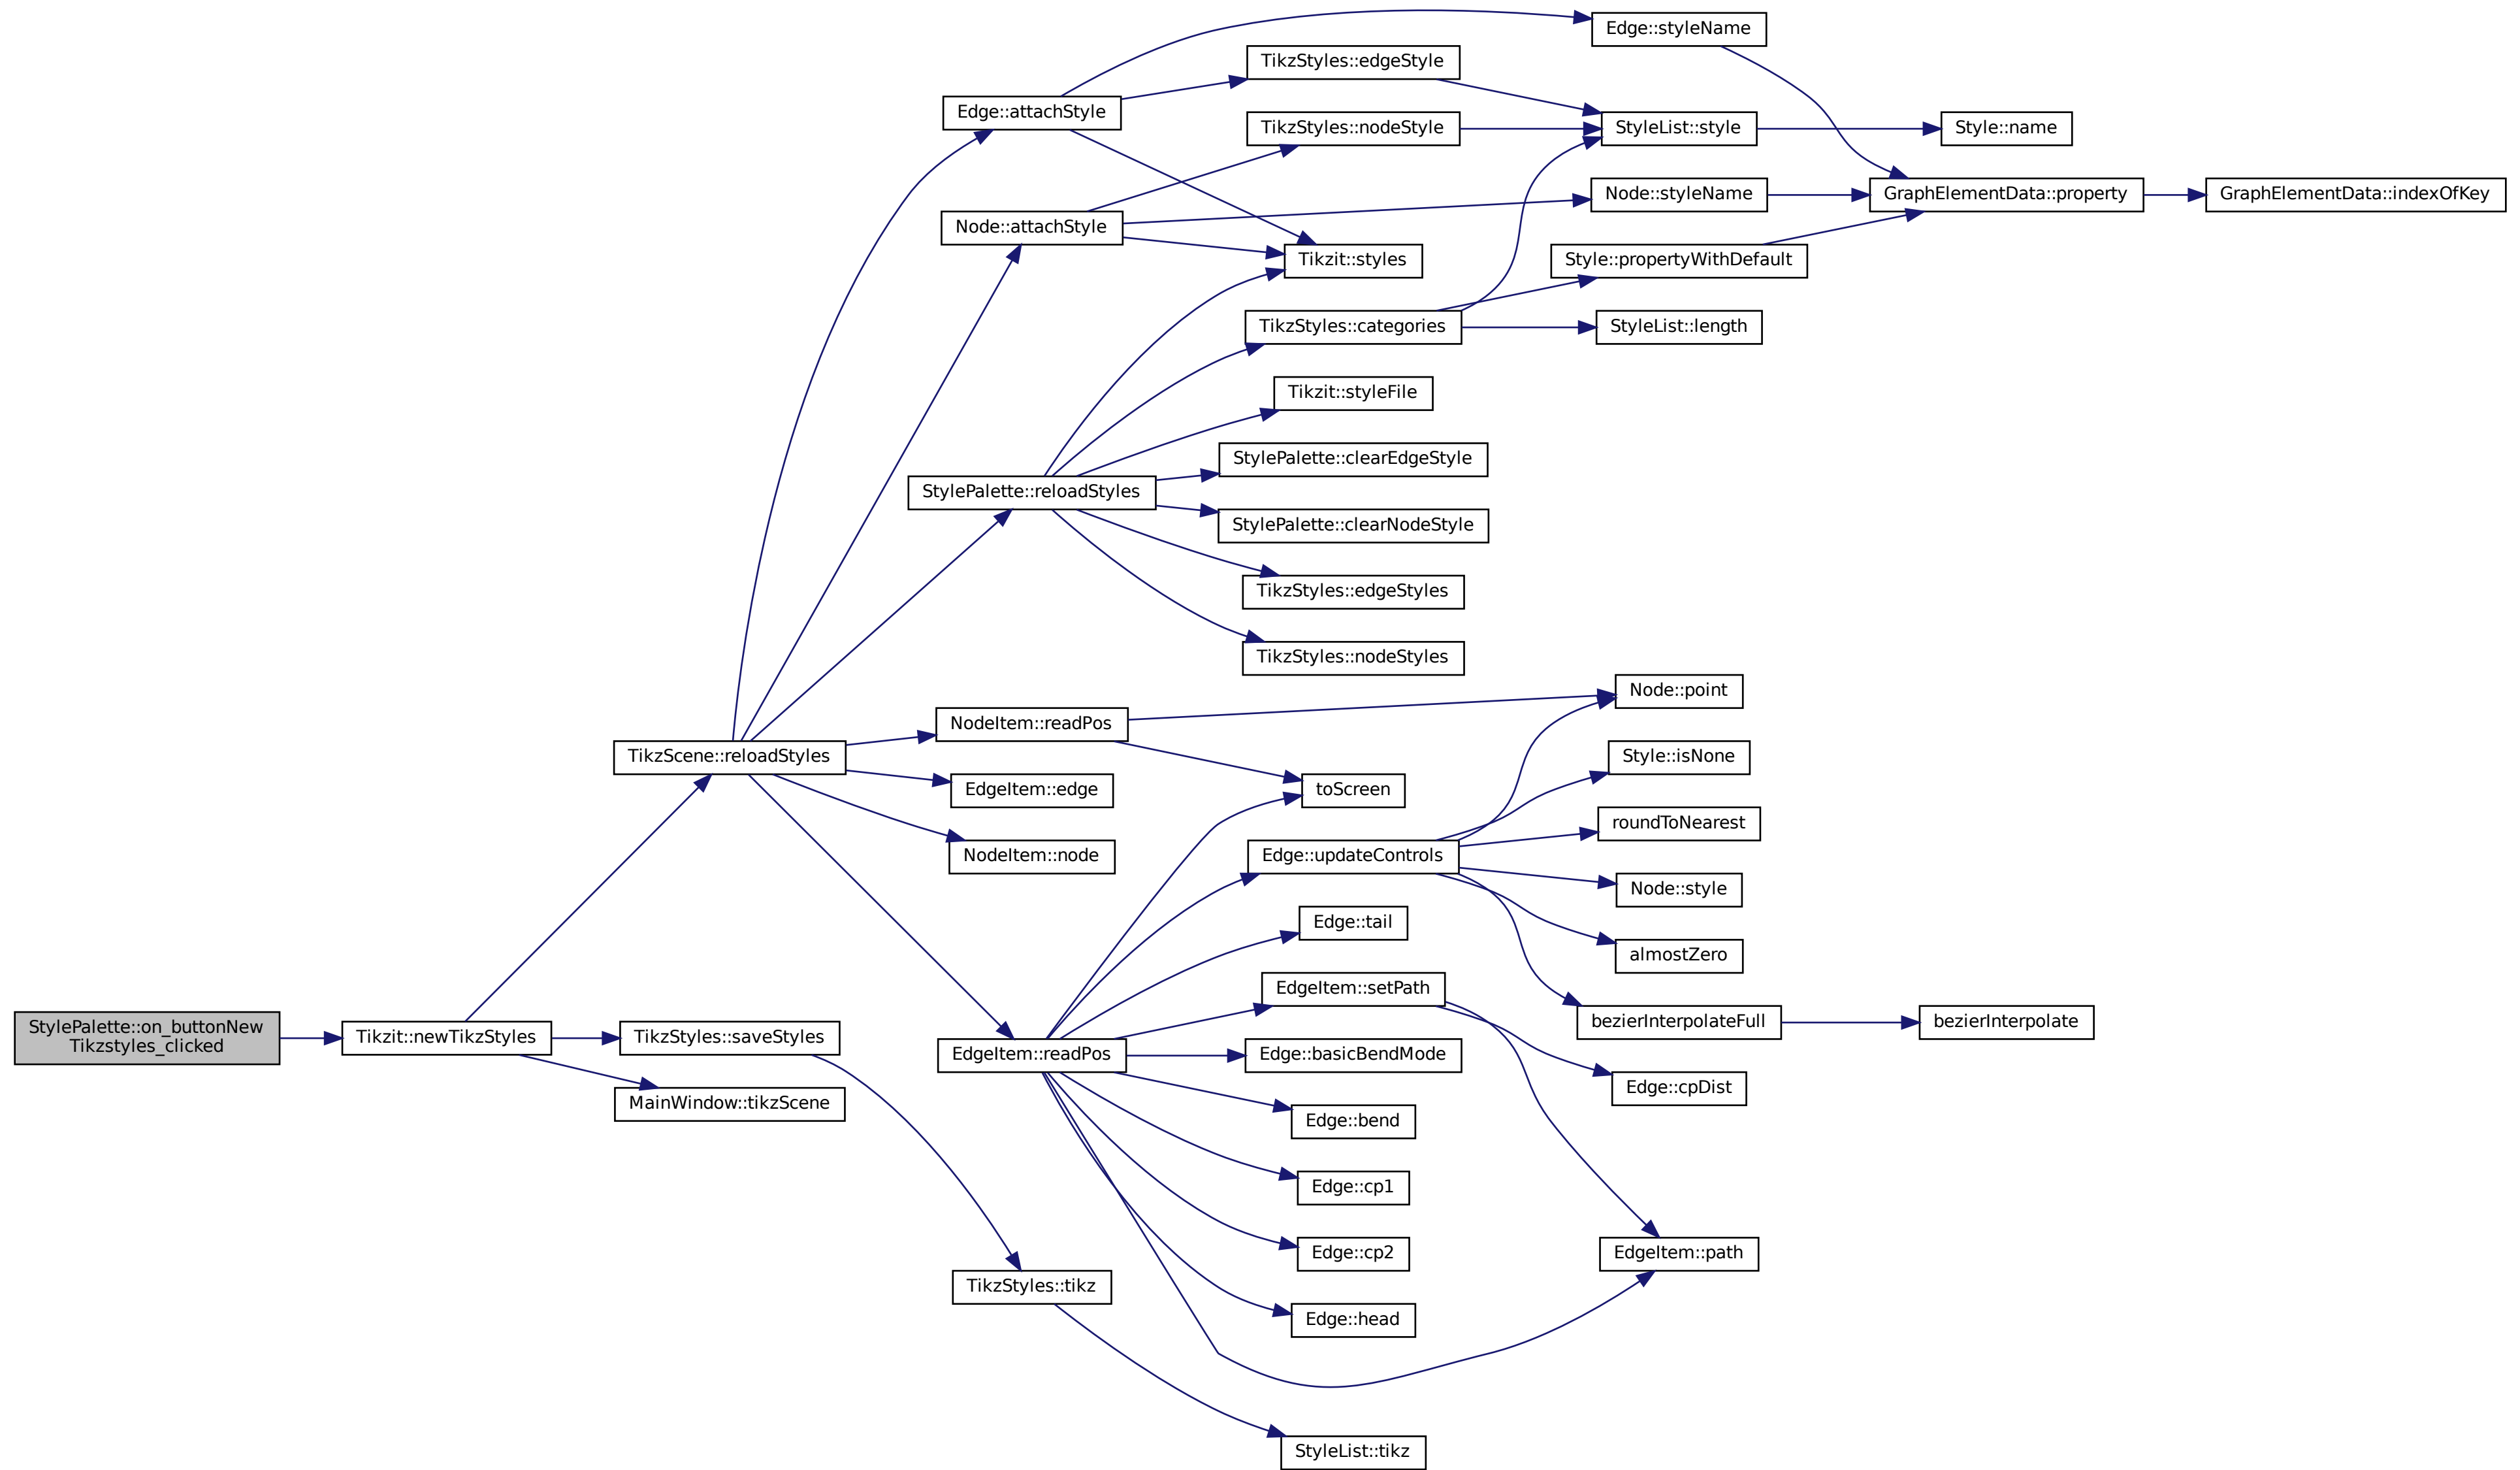 StylePalette::on_buttonNew
Tikzstyles_clicked
Tikzit::newTikzStyles
TikzScene::reloadStyles
TikzStyles::saveStyles
MainWindow::tikzScene
Edge::attachStyle
Node::attachStyle
StylePalette::reloadStyles
NodeItem::readPos
EdgeItem::edge
NodeItem::node
EdgeItem::readPos
TikzStyles::tikz
TikzStyles::edgeStyle
TikzStyles::nodeStyle
Tikzit::styles
TikzStyles::categories
Tikzit::styleFile
StylePalette::clearEdgeStyle
StylePalette::clearNodeStyle
TikzStyles::edgeStyles
TikzStyles::nodeStyles
toScreen
Edge::updateControls
Edge::tail
EdgeItem::setPath
Edge::basicBendMode
Edge::bend
Edge::cp1
Edge::cp2
Edge::head
StyleList::tikz
Edge::styleName
StyleList::style
Node::styleName
Style::propertyWithDefault
StyleList::length
Node::point
Style::isNone
roundToNearest
Node::style
almostZero
bezierInterpolateFull
Edge::cpDist
EdgeItem::path
Style::name
GraphElementData::property
bezierInterpolate
GraphElementData::indexOfKey